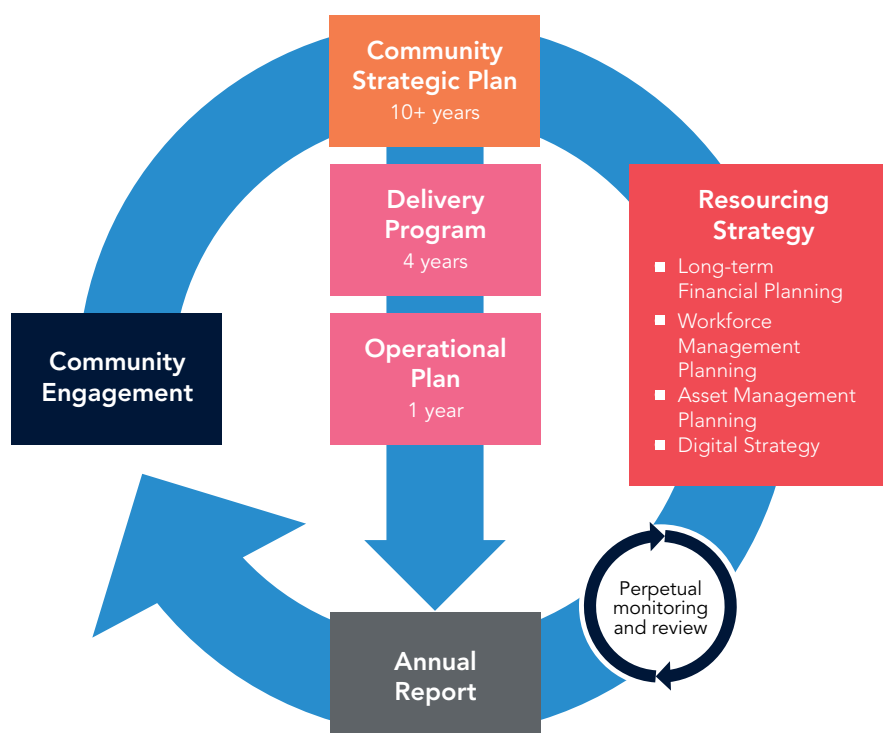 Community
Strategic Plan
10+ years
Delivery
Program
4 years
Operational
Plan
1 year
Community
Engagement
Resourcing
Strategy
Long-term
Financial Planning
Workforce
Management
Planning
Asset Management
Planning
Digital Strategy
Perpetual
monitoring
and review
Annual
Report